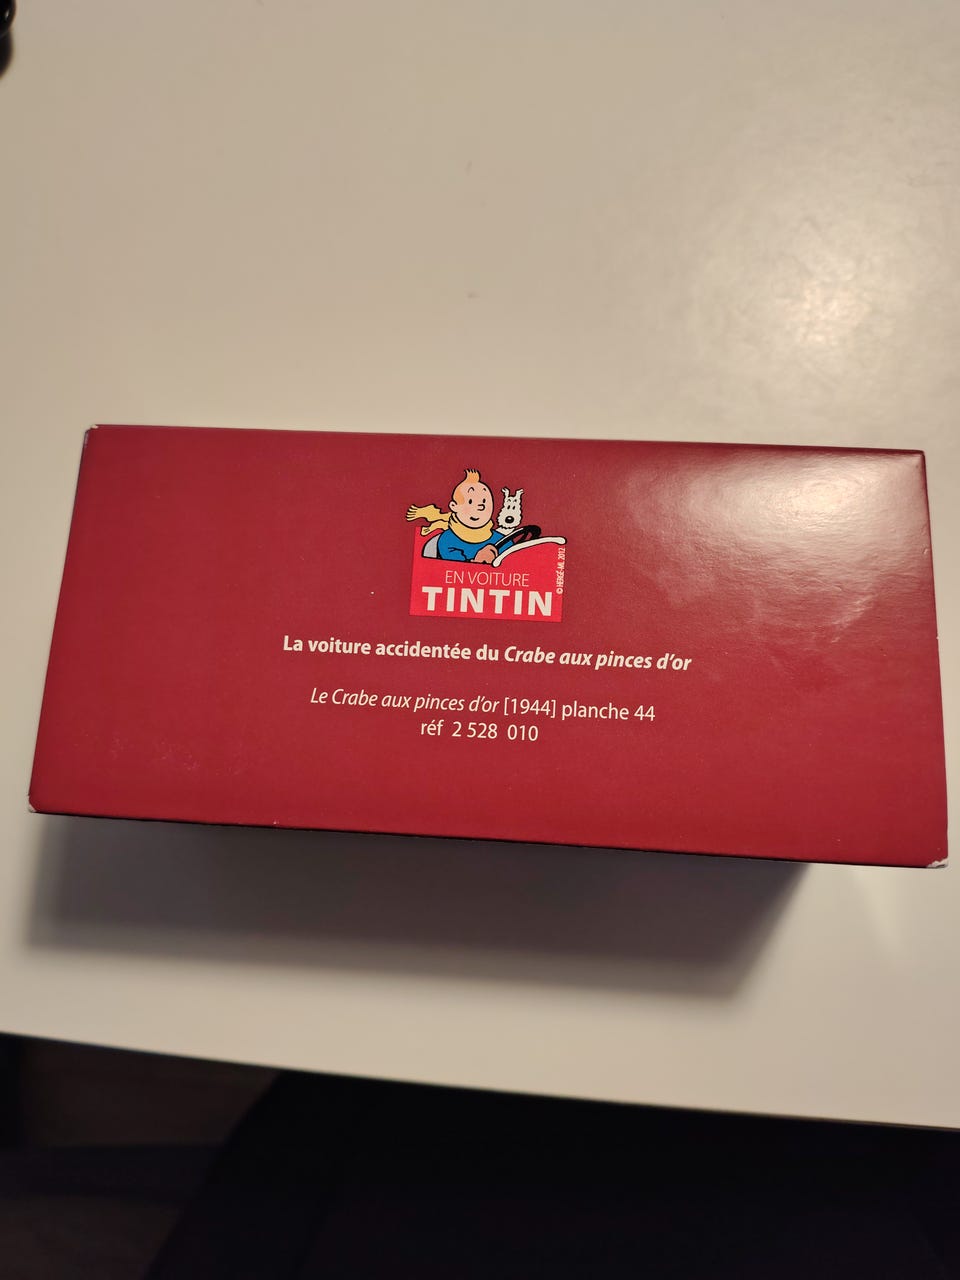 EN VOITURE
TINTIN
© HERGÉ-ML 2012
La voiture accidentée du Crabe aux pinces d'or
Le Crabe aux pinces d'or [1944] planche 44
réf 2 528 010